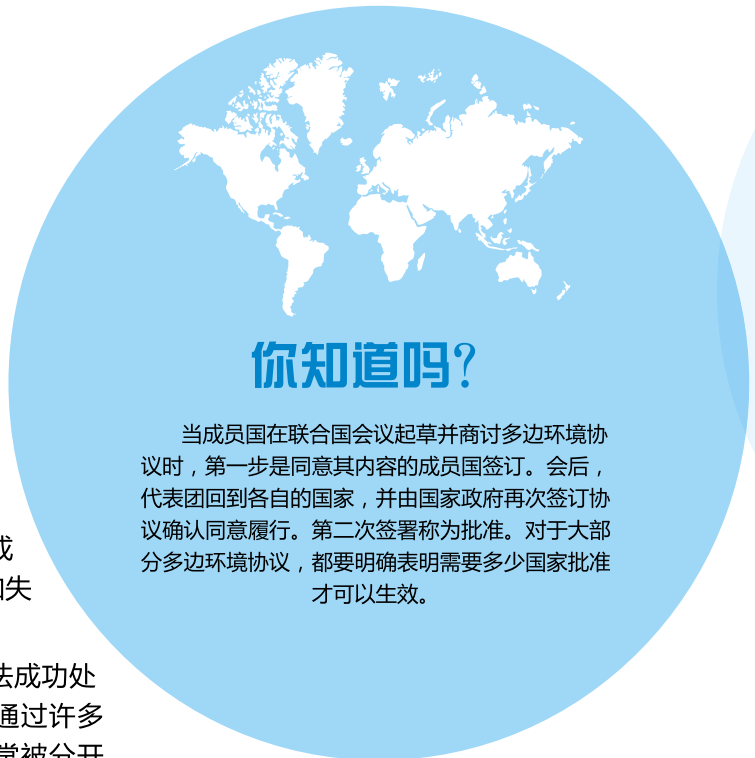 你知道吗？
当成员国在联合国会议起草并商讨多边环境协
议时，第一步是同意其内容的成员国签订。会后，
代表团回到各自的国家，并由国家政府再次签订协
议确认同意履行。第二次签署称为批准。对于大部
分多边环境协议，都要明确表明需要多少国家批准
才可以生效。
失
法成功处
通过许多
常被分开